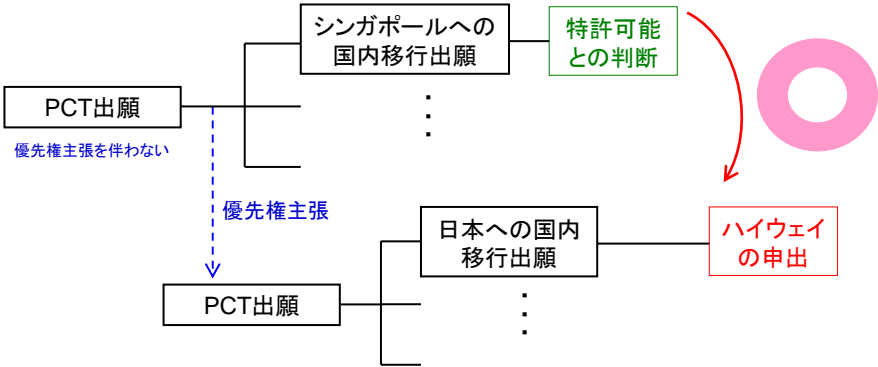 シンガポールへの
国内移行出願
特許可能
との判断
PCT出願
優先権主張を伴わない
優先権主張
日本への国内
移行出願
ハイウェイ
の申出
PCT出願